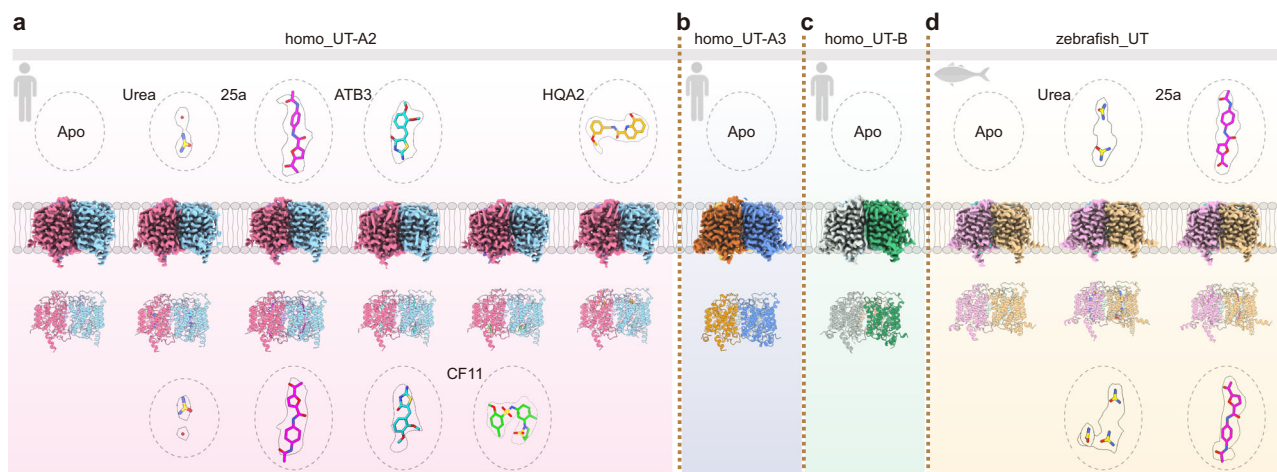 a
b
c
d
homo_UT-A2
homo_UT-A3
homo_UT-B
zebrafish_UT
Urea
25a
ATB3
HQA2
Urea
25a
Apo
Apo
Apo
Apo
CF11